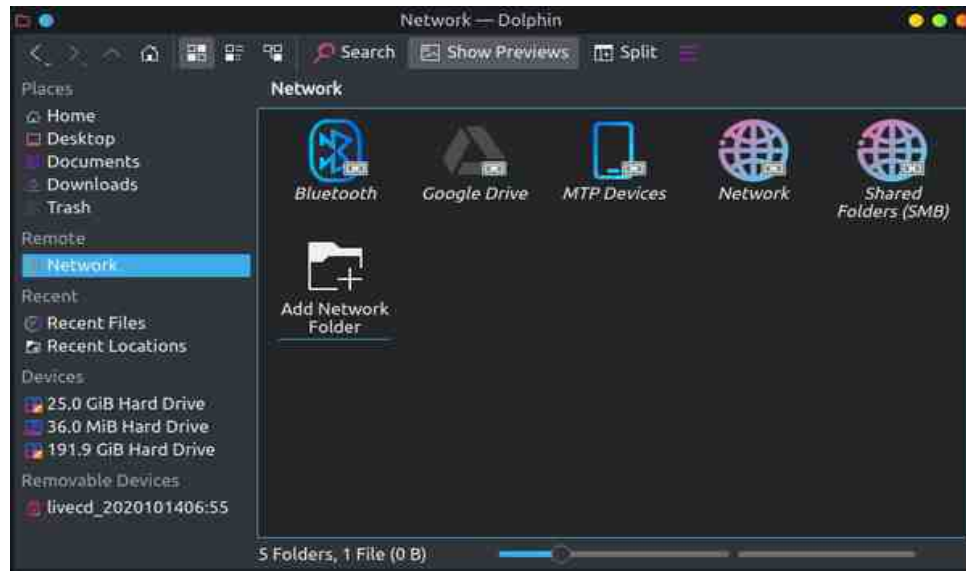 Network — Dolphin
Search
Show Previews
Split
Places
Home
Desktop
Documents
Downloads
Trash
Remote
Network
Recent
Recent Files
Recent Locations
Devices
25.0 GiB Hard Drive
36.0 MiB Hard Drive
191.9 GiB Hard Drive
Removable Devices
livecd_2020101406:55
Network
Bluetooth
Google Drive
MTP Devices
Network
Shared
Folders (SMB)
Add Network
Folder
5 Folders, 1 File (0 B)